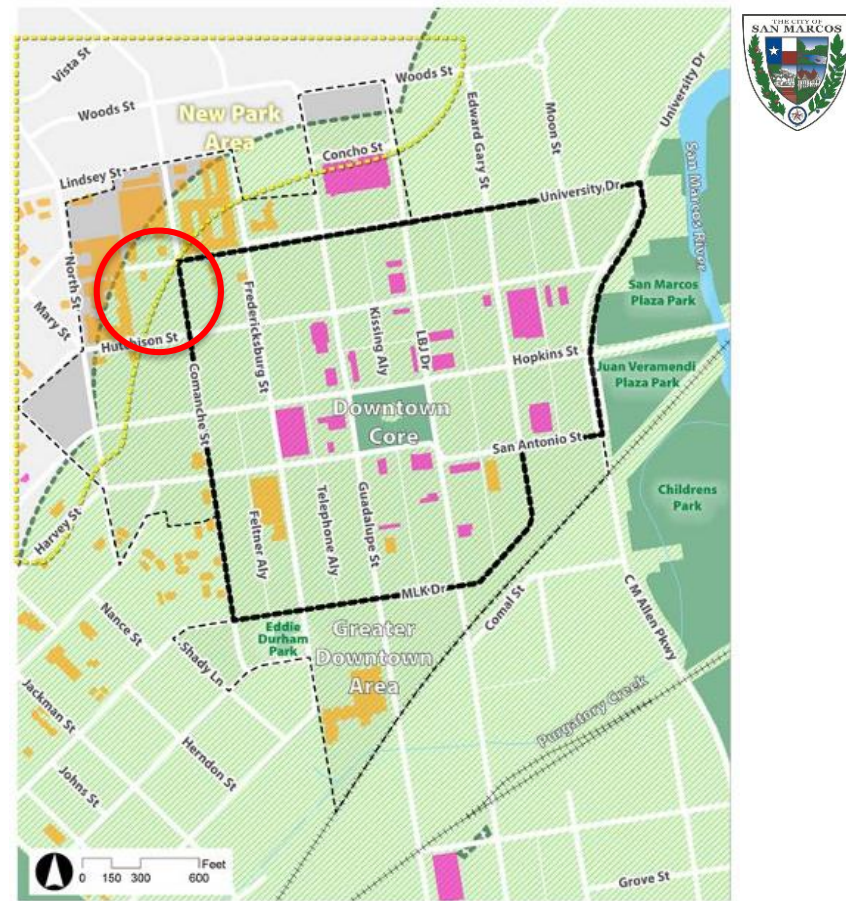 THE CITY OF
SAN MARCOS
Vista St
Woods St
Woods St
New Park
Area
Concho St
Lindsey St
Edward Gary St
Moon St
University Dr
University Dr
San Marcos River
North St
Mary St
Hutchison St
Fredericksburg St
Comanche St
Kissing Aly
LBJ Dr
San Marcos
Plaza Park
Hopkins St
Juan Veramendi
Plaza Park
Downtown
Core
San Antonio St
Childrens
Park
Harvey St
Feltner Aly
Telephone Aly
Guadalupe St
MLK Dr
Comal St
C M Allen Pkwy
Nance St
Shady Ln
Eddie
Durham
Park
Greater
Downtown
Area
Jackman St
Herndon St
Johns St
Purgatory Creek
Feet
0 150 300 600
Grove St